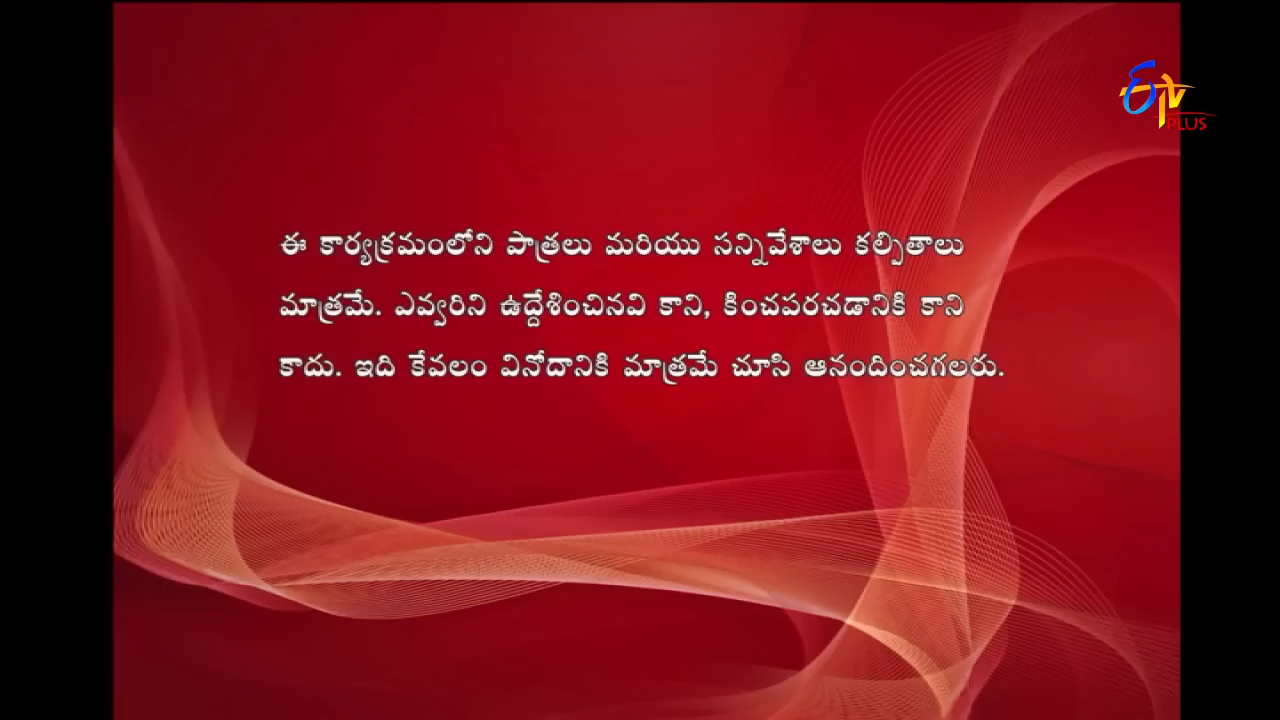 ETV
PLUS
ఈ కార్యక్రమంలోని పాత్రలు మరియు సన్నివేశాలు కల్పితాలు
మాత్రమే. ఎవ్వరిని ఉద్దేశించినవి కాని, కించపరచడానికి కాని
కాదు. ఇది కేవలం వినోదానికి మాత్రమే చూసి ఆనందించగలరు.